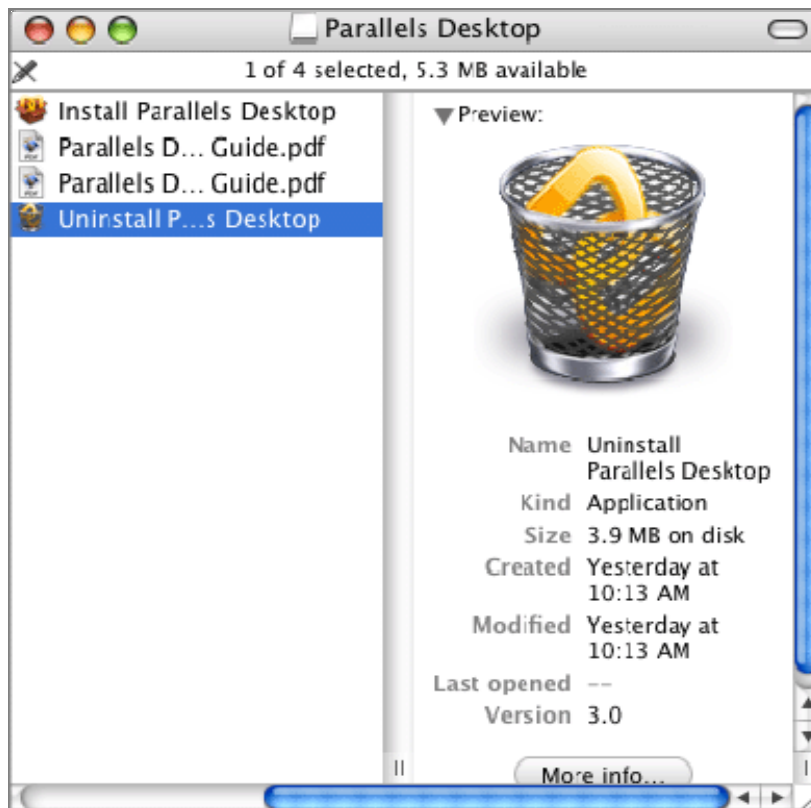 Parallels Desktop
1 of 4 selected, 5.3 MB available
Install Parallels Desktop
Parallels D... Guide.pdf
Parallels D... Guide.pdf
Uninstall P...s Desktop
Preview:
Name Uninstall
Parallels Desktop
Kind Application
Size 3.9 MB on disk
Created Yesterday at
10:13 AM
Modified Yesterday at
10:13 AM
Last opened --
Version 3.0
More info...